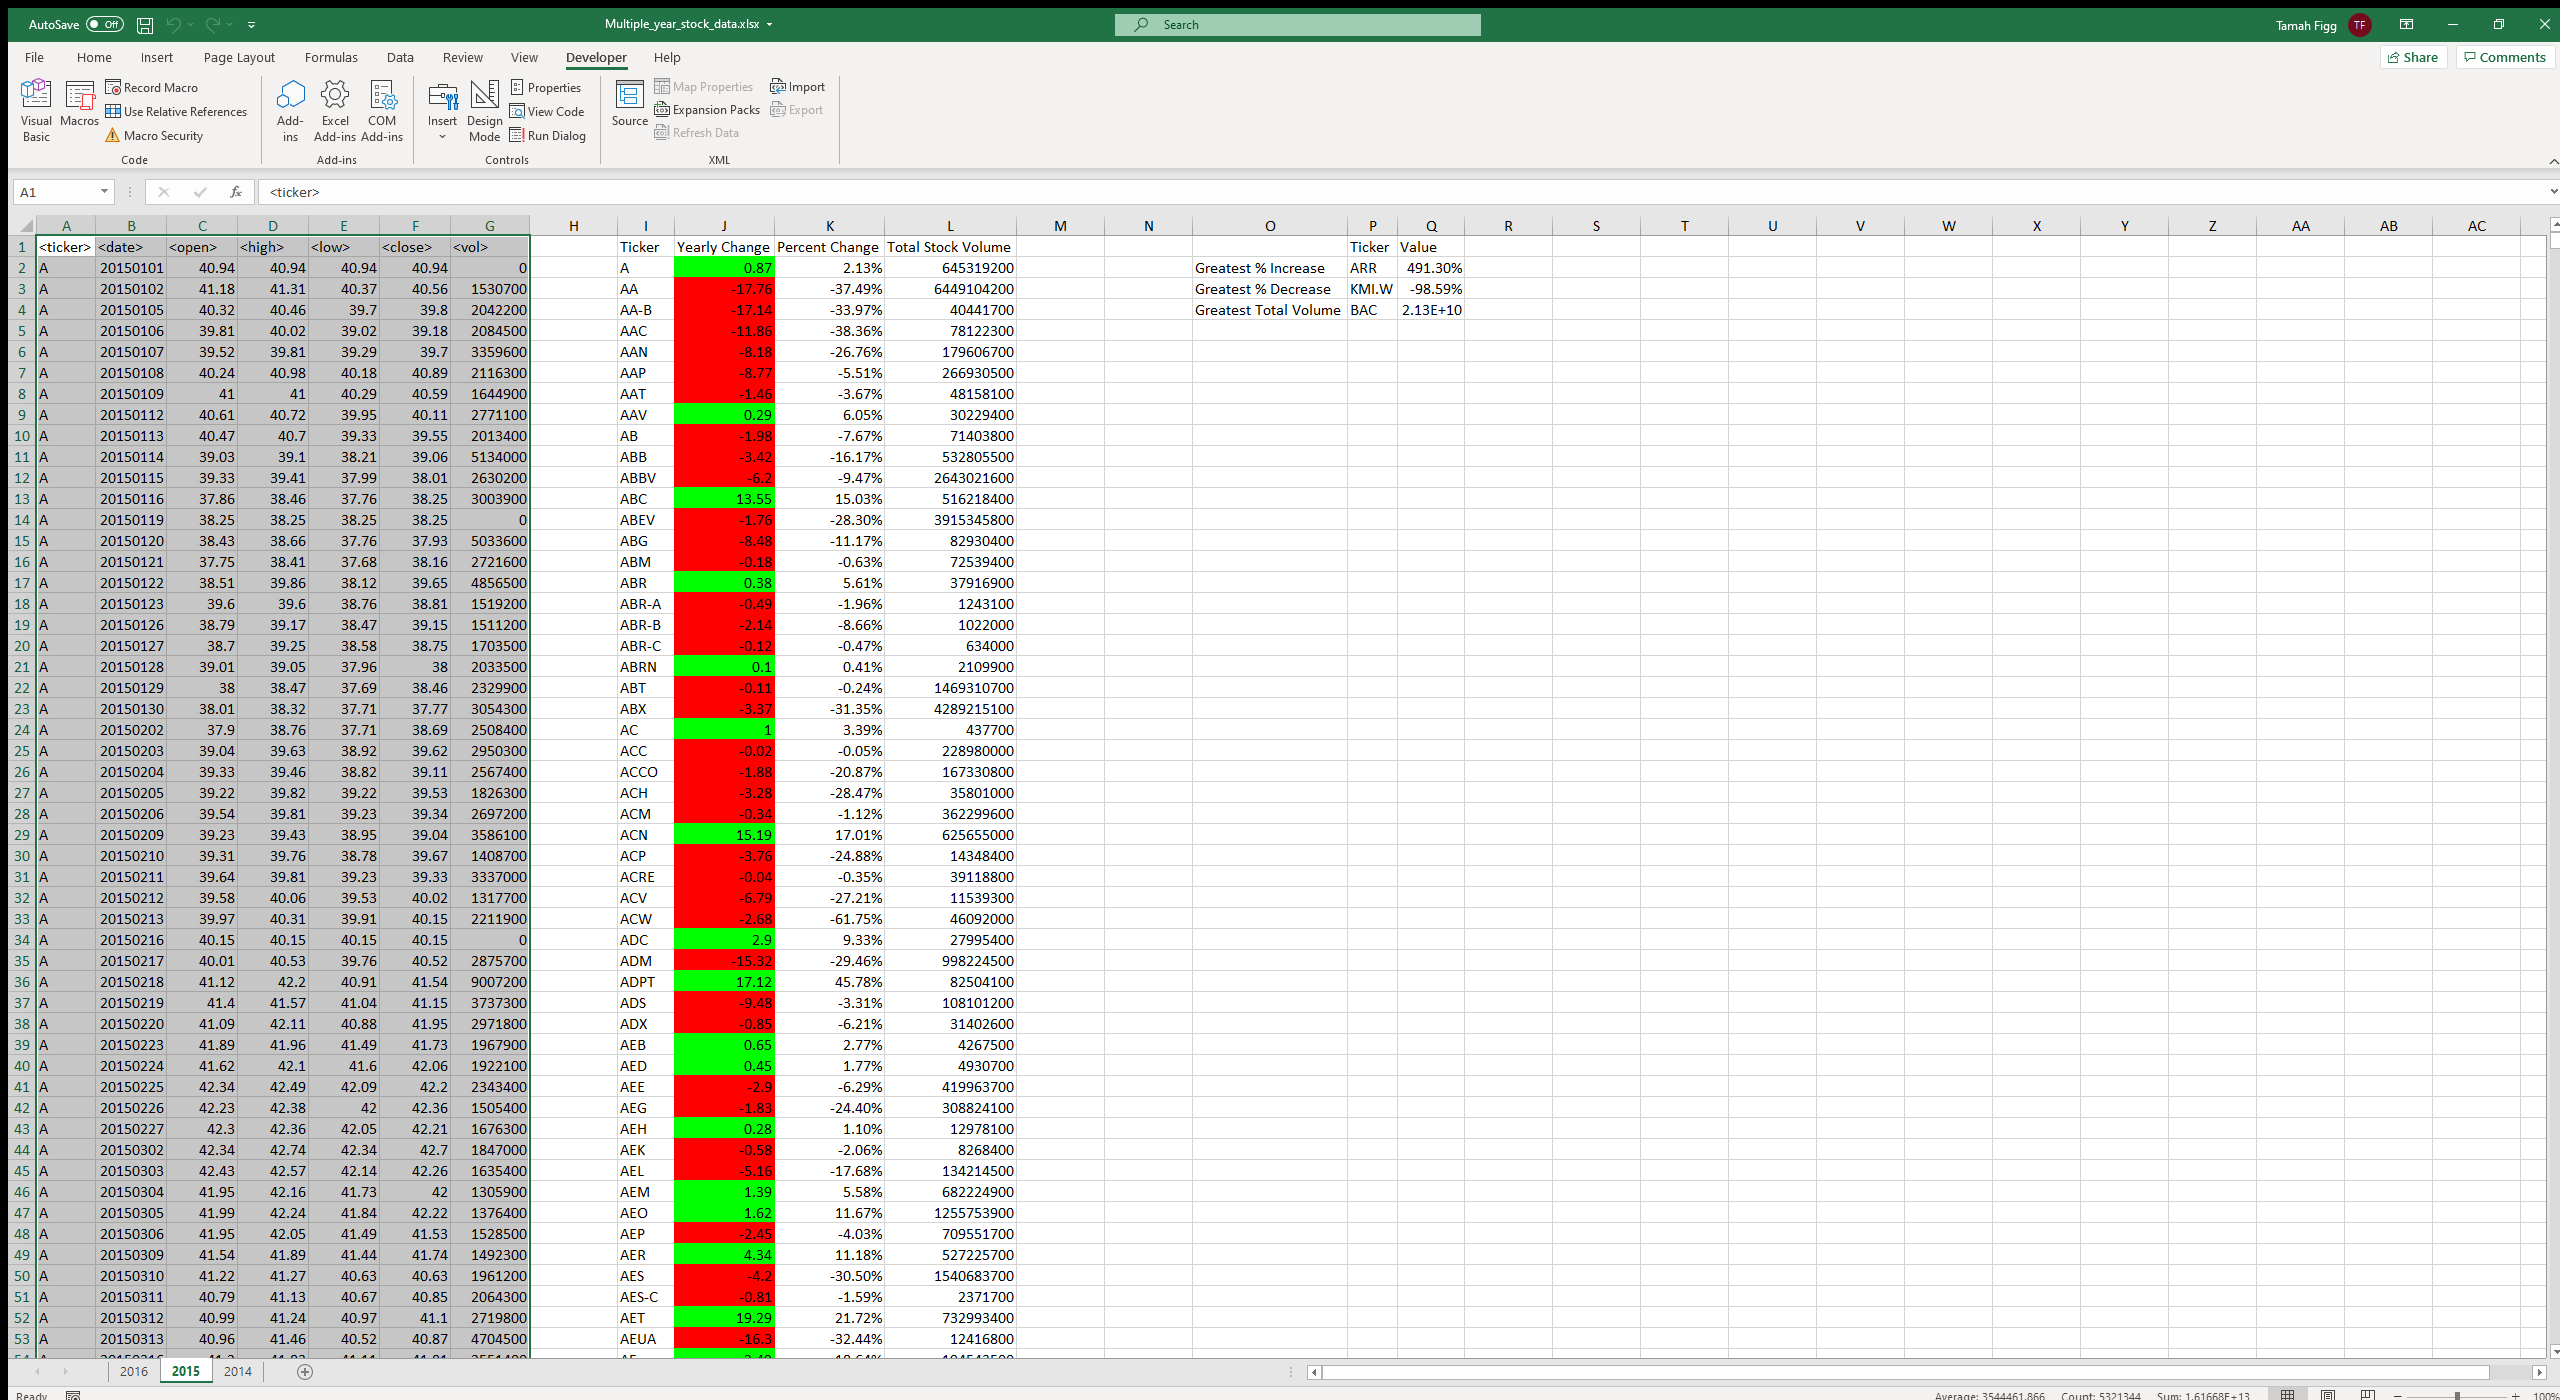 AutoSave Off Multiple_year_stock_data.xlsx Search Tamah Figg TF
File Home Insert Page Layout Formulas Data Review View Developer Help Share Comments
Visual Basic Macros Record Macro Use Relative References Macro Security Code
Add-ins Excel Add-ins COM Add-ins Add-ins
Insert Design Mode Properties View Code Run Dialog Controls
Source Map Properties Expansion Packs Refresh Data Import Export XML
A1 fx <ticker>
A B C D E F G H I J K L M N O P Q R S T U V W X Y Z AA AB AC
1 <ticker> <date> <open> <high> <low> <close> <vol> Ticker Yearly Change Percent Change Total Stock Volume Ticker Value
2 A 20150101 40.94 40.94 40.94 40.94 0 A 0.87 2.13% 645319200 Greatest % Increase ARR 491.30%
3 A 20150102 41.18 41.31 40.37 40.56 1530700 AA -17.76 -37.49% 6449104200 Greatest % Decrease KMI.W -98.59%
4 A 20150105 40.32 40.46 39.7 39.8 2042200 AA-B -17.14 -33.97% 40441700 Greatest Total Volume BAC 2.13E+10
5 A 20150106 39.81 40.02 39.02 39.18 2084500 AAC -11.86 -38.36% 78122300
6 A 20150107 39.52 39.81 39.29 39.7 3359600 AAN -8.18 -26.76% 179606700
7 A 20150108 40.24 40.98 40.18 40.89 2116300 AAP -8.77 -5.51% 266930500
8 A 20150109 41 41 40.29 40.59 1644900 AAT -1.46 -3.67% 48158100
9 A 20150112 40.61 40.72 39.95 40.11 2771100 AAV 0.29 6.05% 30229400
10 A 20150113 40.47 40.7 39.33 39.55 2013400 AB -1.98 -7.67% 71403800
11 A 20150114 39.03 39.1 38.21 39.06 5134000 ABB -3.42 -16.17% 532805500
12 A 20150115 39.33 39.41 37.99 38.01 2630200 ABBV -6.2 -9.47% 2643021600
13 A 20150116 37.86 38.46 37.76 38.25 3003900 ABC 13.55 15.03% 516218400
14 A 20150119 38.25 38.25 38.25 38.25 0 ABEV -1.76 -28.30% 3915345800
15 A 20150120 38.43 38.66 37.76 37.93 5033600 ABG -8.48 -11.17% 82930400
16 A 20150121 37.75 38.41 37.68 38.16 2721600 ABM -0.18 -0.63% 72539400
17 A 20150122 38.51 39.86 38.12 39.65 4856500 ABR 0.38 5.61% 37916900
18 A 20150123 39.6 39.6 38.76 38.81 1519200 ABR-A -0.49 -1.96% 1243100
19 A 20150126 38.79 39.17 38.47 39.15 1511200 ABR-B -2.14 -8.66% 1022000
20 A 20150127 38.7 39.25 38.58 38.75 1703500 ABR-C -0.12 -0.47% 634000
21 A 20150128 39.01 39.05 37.96 38 2033500 ABRN 0.1 0.41% 2109900
22 A 20150129 38 38.47 37.69 38.46 2329900 ABT -0.11 -0.24% 1469310700
23 A 20150130 38.01 38.32 37.71 37.77 3054300 ABX -3.37 -31.35% 4289215100
24 A 20150202 37.9 38.76 37.71 38.69 2508400 AC 1 3.39% 437700
25 A 20150203 39.04 39.63 38.92 39.62 2950300 ACC -0.02 -0.05% 228980000
26 A 20150204 39.33 39.46 38.82 39.11 2567400 ACCO -1.88 -20.87% 167330800
27 A 20150205 39.22 39.82 39.22 39.53 1826300 ACH -3.28 -28.47% 35801000
28 A 20150206 39.54 39.81 39.23 39.34 2697200 ACM -0.34 -1.12% 362299600
29 A 20150209 39.23 39.43 38.95 39.04 3586100 ACN 15.19 17.01% 625655000
30 A 20150210 39.31 39.76 38.78 39.67 1408700 ACP -3.76 -24.88% 14348400
31 A 20150211 39.64 39.81 39.23 39.33 3337000 ACRE -0.04 -0.35% 39118800
32 A 20150212 39.58 40.06 39.53 40.02 1317700 ACV -6.79 -27.21% 11539300
33 A 20150213 39.97 40.31 39.91 40.15 2211900 ACW -2.68 -61.75% 46092000
34 A 20150216 40.15 40.15 40.15 40.15 0 ADC 2.9 9.33% 27995400
35 A 20150217 40.01 40.53 39.76 40.52 2875700 ADM -15.32 -29.46% 998224500
36 A 20150218 41.12 42.2 40.91 41.54 9007200 ADPT 17.12 45.78% 82504100
37 A 20150219 41.4 41.57 41.04 41.15 3737300 ADS -9.48 -3.31% 108101200
38 A 20150220 41.09 42.11 40.88 41.95 2971800 ADX -0.85 -6.21% 31402600
39 A 20150223 41.89 41.96 41.49 41.73 1967900 AEB 0.65 2.77% 4267500
40 A 20150224 41.62 42.1 41.6 42.06 1922100 AED 0.45 1.77% 4930700
41 A 20150225 42.34 42.49 42.09 42.2 2343400 AEE -2.9 -6.29% 419963700
42 A 20150226 42.23 42.38 42 42.36 1505400 AEG -1.83 -24.40% 308824100
43 A 20150227 42.3 42.36 42.05 42.21 1676300 AEH 0.28 1.10% 12978100
44 A 20150302 42.34 42.74 42.34 42.7 1847000 AEK -0.58 -2.06% 8268400
45 A 20150303 42.43 42.57 42.14 42.26 1635400 AEL -5.16 -17.68% 134214500
46 A 20150304 41.95 42.16 41.73 42 1305900 AEM 1.39 5.58% 682224900
47 A 20150305 41.99 42.24 41.84 42.22 1376400 AEO 1.62 11.67% 1255753900
48 A 20150306 41.95 42.05 41.49 41.53 1528500 AEP -2.45 -4.03% 709551700
49 A 20150309 41.54 41.89 41.44 41.74 1492300 AER 4.34 11.18% 527225700
50 A 20150310 41.22 41.27 40.63 40.63 1961200 AES -4.2 -30.50% 1540683700
51 A 20150311 40.79 41.13 40.67 40.85 2064300 AES-C -0.81 -1.59% 2371700
52 A 20150312 40.99 41.24 40.97 41.1 2719800 AET 19.29 21.72% 732993400
53 A 20150313 40.96 41.46 40.52 40.87 4704500 AEUA -16.3 -32.44% 12416800
2016 2015 2014
Ready Average: 3544461.866 Count: 5321344 Sum: 1.61668E+13 100%